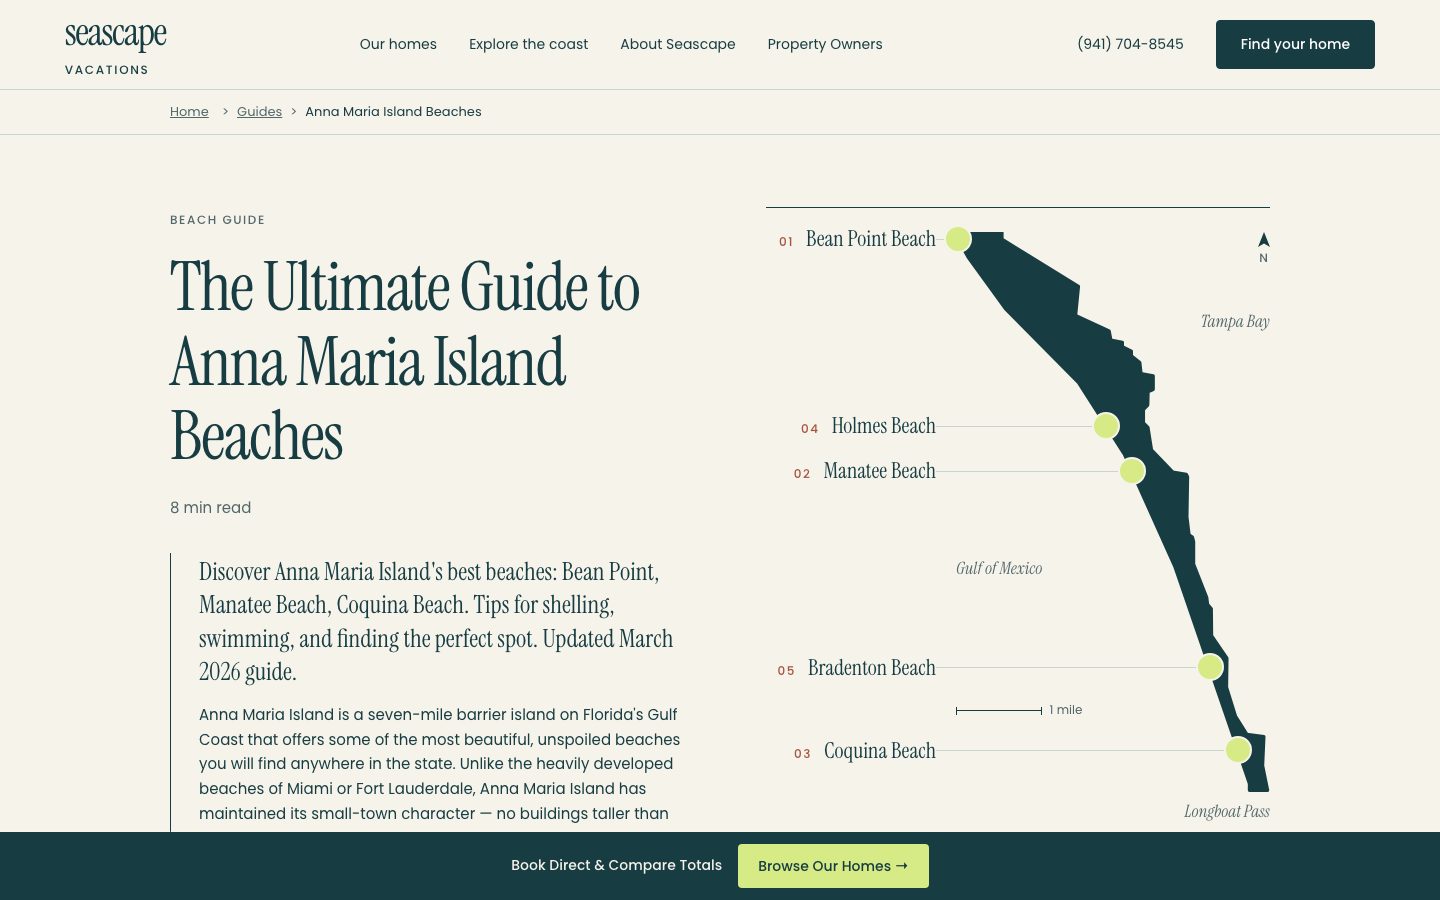 seascape
VACATIONS
Our homes
Explore the coast
About Seascape
Property Owners
(941) 704-8545
Find your home
Home > Guides > Anna Maria Island Beaches
BEACH GUIDE
The Ultimate Guide to
Anna Maria Island
Beaches
8 min read
Discover Anna Maria Island's best beaches: Bean Point,
Manatee Beach, Coquina Beach. Tips for shelling,
swimming, and finding the perfect spot. Updated March
2026 guide.
Anna Maria Island is a seven-mile barrier island on Florida's Gulf
Coast that offers some of the most beautiful, unspoiled beaches
you will find anywhere in the state. Unlike the heavily developed
beaches of Miami or Fort Lauderdale, Anna Maria Island has
maintained its small-town character — no buildings taller than
01 Bean Point Beach
N
Tampa Bay
04 Holmes Beach
02 Manatee Beach
Gulf of Mexico
05 Bradenton Beach
1 mile
03 Coquina Beach
Longboat Pass
Book Direct & Compare Totals
Browse Our Homes →